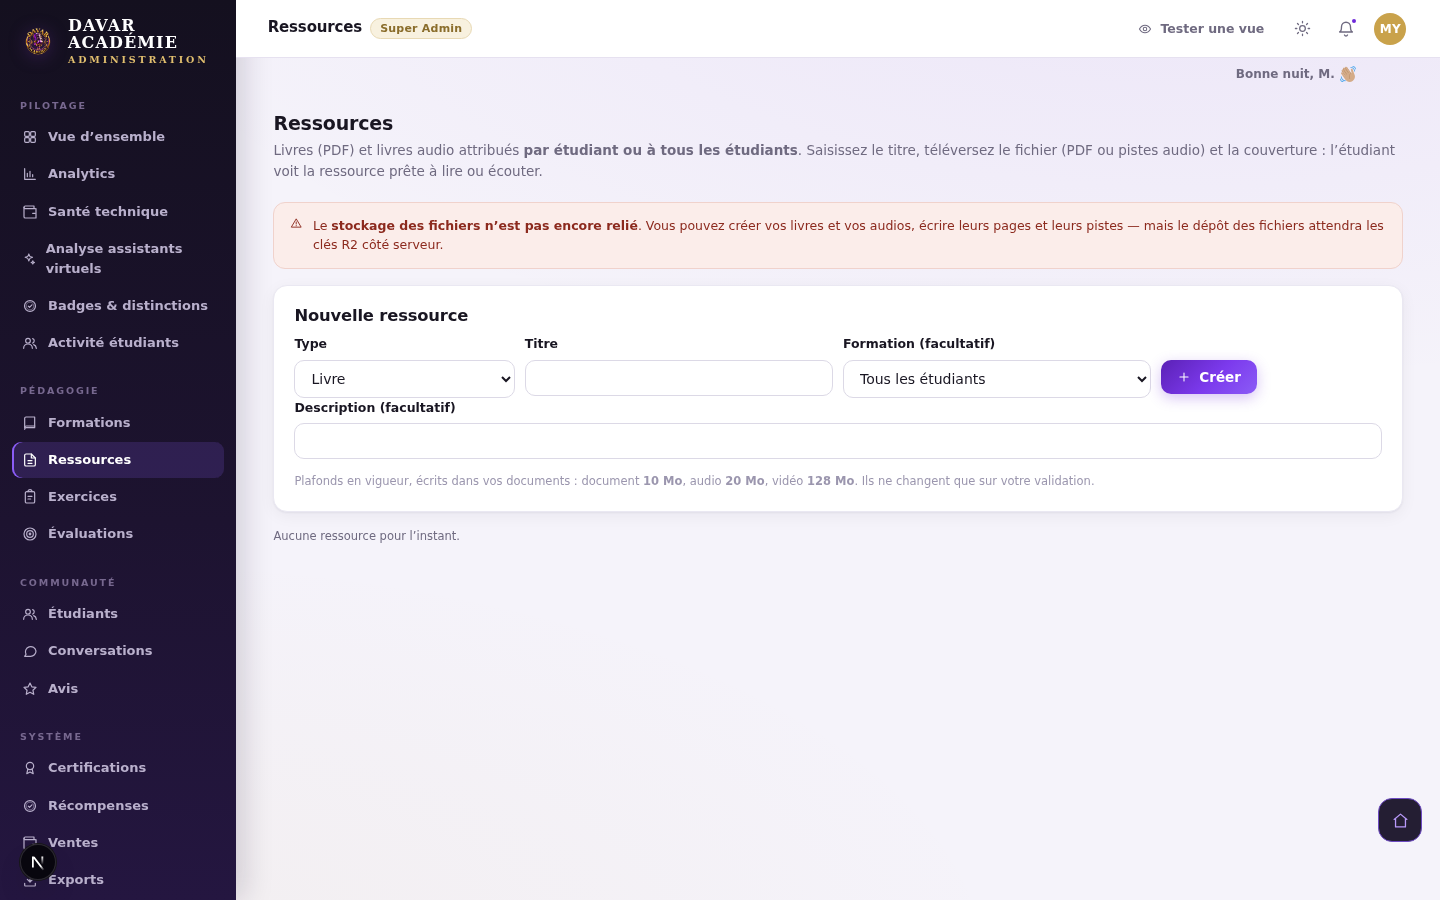 DAVAR
ACADÉMIE
ADMINISTRATION
PILOTAGE
Vue d’ensemble
Analytics
Santé technique
Analyse assistants
virtuels
Badges & distinctions
Activité étudiants
PÉDAGOGIE
Formations
Ressources
Exercices
Évaluations
COMMUNAUTÉ
Étudiants
Conversations
Avis
SYSTÈME
Certifications
Récompenses
Ventes
Exports
N
Ressources Super Admin
Tester une vue
MY
Bonne nuit, M. 👋🏽
Ressources
Livres (PDF) et livres audio attribués par étudiant ou à tous les étudiants. Saisissez le titre, téléversez le fichier (PDF ou pistes audio) et la couverture : l’étudiant
voit la ressource prête à lire ou écouter.
Le stockage des fichiers n’est pas encore relié. Vous pouvez créer vos livres et vos audios, écrire leurs pages et leurs pistes — mais le dépôt des fichiers attendra les
clés R2 côté serveur.
Nouvelle ressource
Type Titre Formation (facultatif)
Livre Tous les étudiants + Créer
Description (facultatif)
Plafonds en vigueur, écrits dans vos documents : document 10 Mo, audio 20 Mo, vidéo 128 Mo. Ils ne changent que sur votre validation.
Aucune ressource pour l’instant.